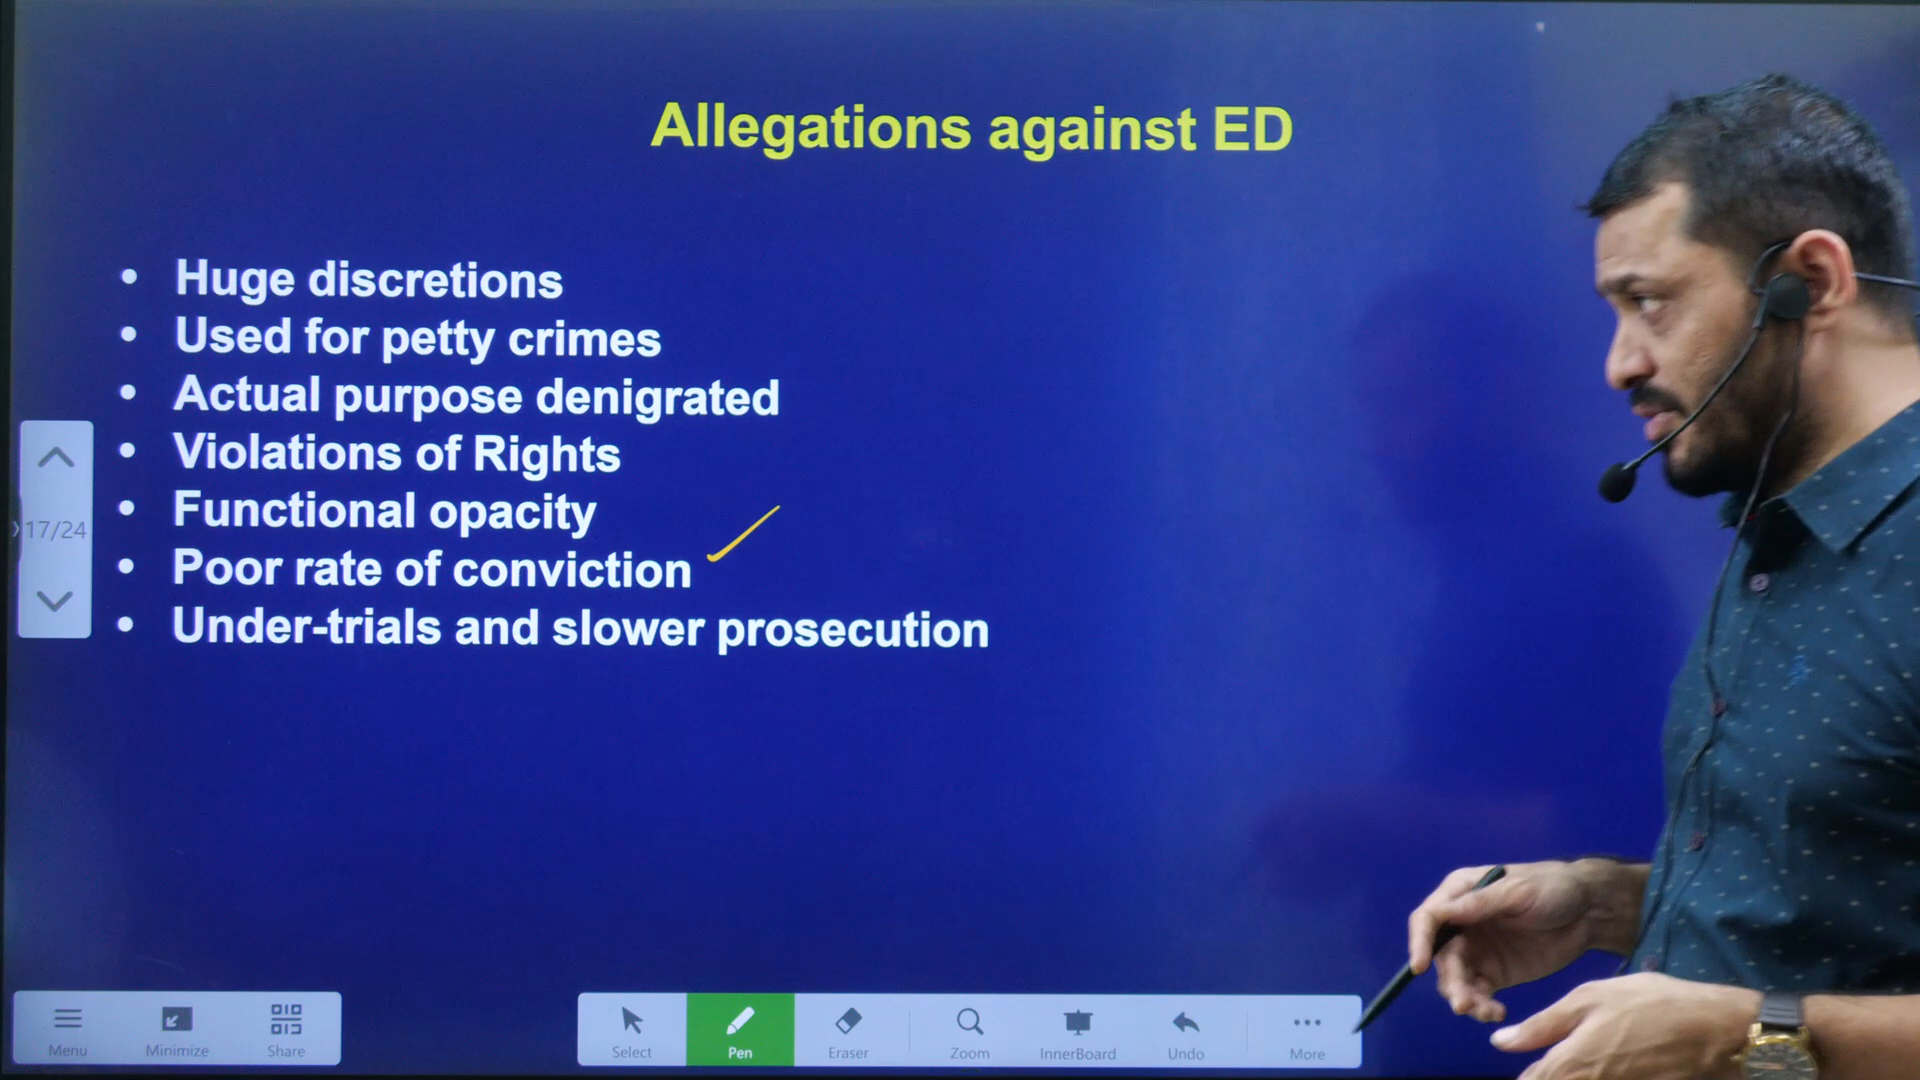 Allegations against ED
• Huge discretions
• Used for petty crimes
• Actual purpose denigrated
• Violations of Rights
• Functional opacity
• Poor rate of conviction
• Under-trials and slower prosecution
17/24
Menu Minimize Share
Select Pen Eraser Zoom InnerBoard Undo More